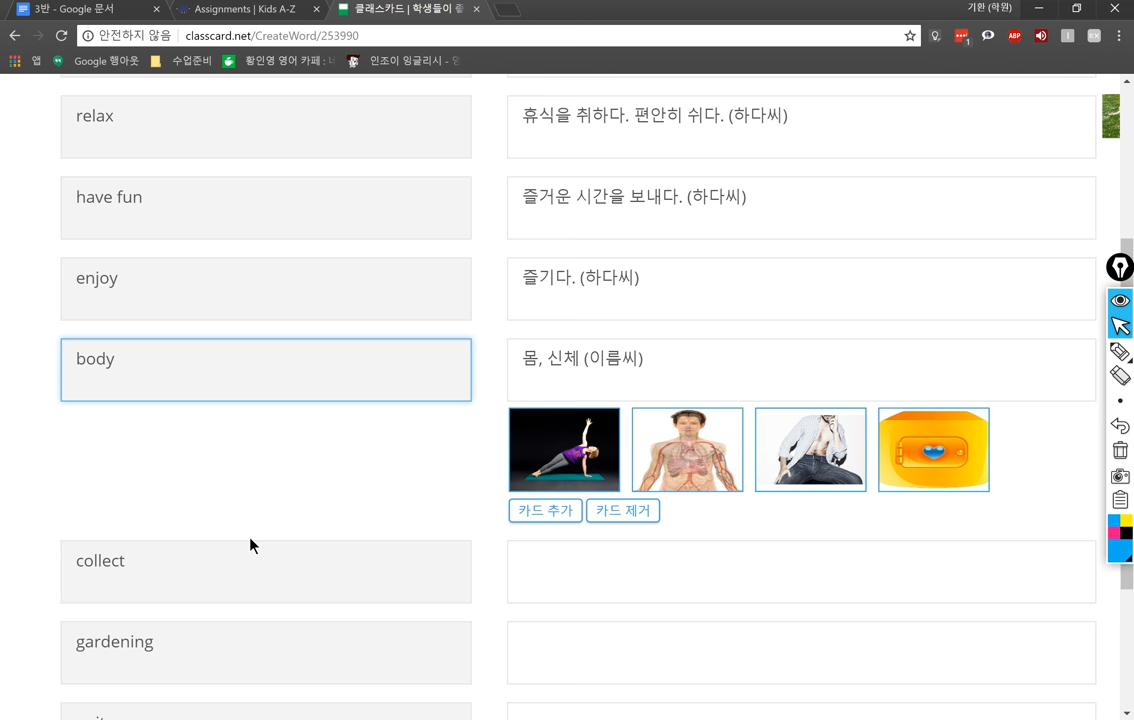 3반 - Google 문서
Assignments | Kids A-Z
클래스카드 | 학생들이 좋
기환 (학원)
안전하지 않음
classcard.net/CreateWord/253990
ABP
1
앱
Google 행아웃
수업준비
황인영 영어 카페 : 네
인조이 잉글리시 - 영
relax
휴식을 취하다. 편안히 쉬다. (하다씨)
have fun
즐거운 시간을 보내다. (하다씨)
enjoy
즐기다. (하다씨)
body
몸, 신체 (이름씨)
카드 추가
카드 제거
collect
gardening